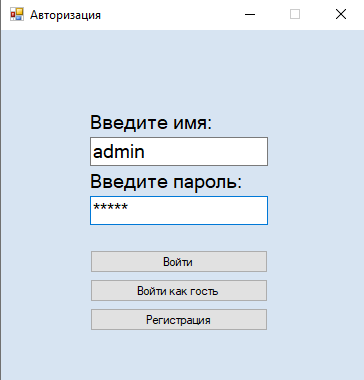 Авторизация
Введите имя:
admin
Введите пароль:
*****
Войти
Войти как гость
Регистрация